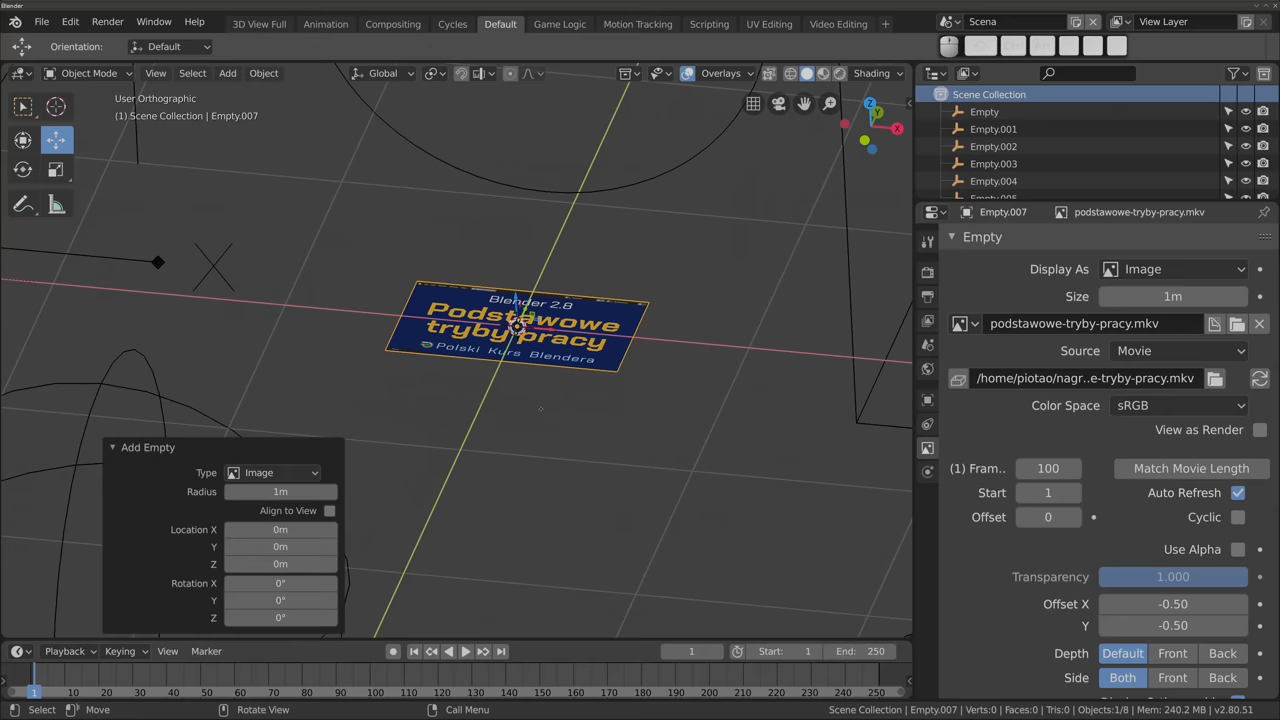 Blender
File Edit Render Window Help
3D View Full Animation Compositing Cycles Default Game Logic Motion Tracking Scripting UV Editing Video Editing +
Scena
View Layer
Orientation: Default
Object Mode View Select Add Object
Global
Overlays
Shading
User Orthographic
(1) Scene Collection | Empty.007
Z
Y
X
Blender 2.8
Podstawowe
tryby pracy
Polski Kurs Blendera
Add Empty
Type Image
Radius 1m
Align to View
Location X 0m
Y 0m
Z 0m
Rotation X 0°
Y 0°
Z 0°
Scene Collection
Empty
Empty.001
Empty.002
Empty.003
Empty.004
Empty.005
Empty.007 podstawowe-tryby-pracy.mkv
Empty
Display As Image
Size 1m
podstawowe-tryby-pracy.mkv
Source Movie
/home/piotao/nagr..e-tryby-pracy.mkv
Color Space sRGB
View as Render
(1) Fram.. 100 Match Movie Length
Start 1 Auto Refresh
Offset 0 Cyclic
Use Alpha
Transparency 1.000
Offset X -0.50
Y -0.50
Depth Default Front Back
Side Both Front Back
Playback Keying View Marker
1
Start: 1
End: 250
1 10 20 30 40 50 60 70 80 90 100 110 120 130 140 150 160 170 180 190 200 210 220 230 240 250
Select Move Rotate View Call Menu
Scene Collection | Empty.007 | Verts:0 | Faces:0 | Tris:0 | Objects:1/8 | Mem: 240.2 MB | v2.80.51